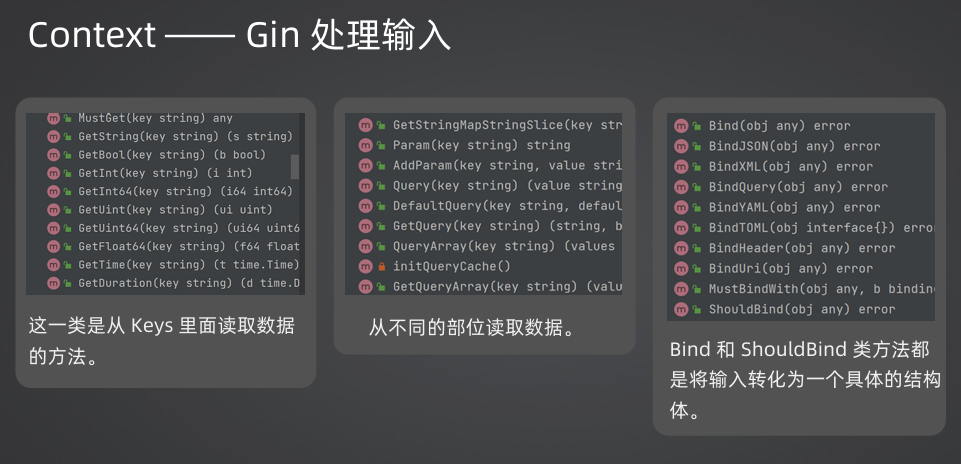 Context —— Gin 处理输入
MustGet(key string) any
GetString(key string) (s string)
GetBool(key string) (b bool)
GetInt(key string) (i int)
GetInt64(key string) (i64 int64)
GetUint(key string) (ui uint)
GetUint64(key string) (ui64 uint6
GetFloat64(key string) (f64 float
GetTime(key string) (t time.Time)
GetDuration(key string) (d time.D
这一类是从 Keys 里面读取数据
的方法。
GetStringMapStringSlice(key str
Param(key string) string
AddParam(key string, value stri
Query(key string) (value string
DefaultQuery(key string, defaul
GetQuery(key string) (string, b
QueryArray(key string) (values
initQueryCache()
GetQueryArray(key string) (valu
从不同的部位读取数据。
Bind(obj any) error
BindJSON(obj any) error
BindXML(obj any) error
BindQuery(obj any) error
BindYAML(obj any) error
BindTOML(obj interface{}) error
BindHeader(obj any) error
BindUri(obj any) error
MustBindWith(obj any, b bindin
ShouldBind(obj any) error
Bind 和 ShouldBind 类方法都
是将输入转化为一个具体的结构
体。